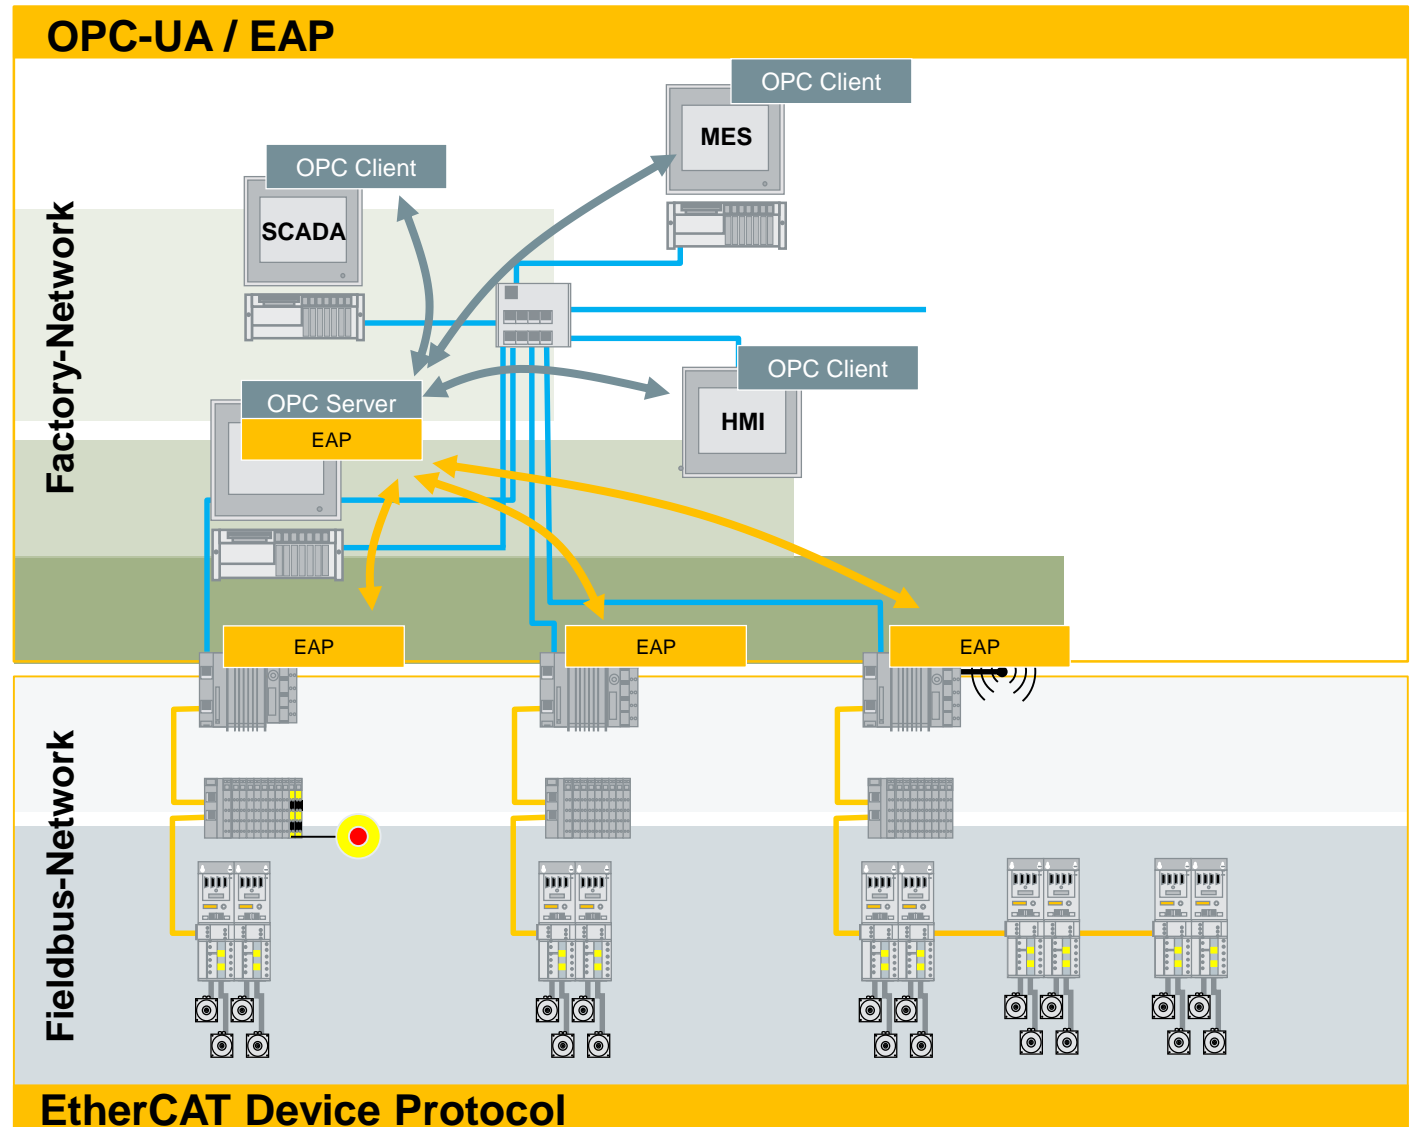 OPC-UA / EAP
OPC Client
MES
OPC Client
SCADA
Factory-Network
OPC Client
HMI
OPC Server
EAP
EAP
EAP
EAP
Fieldbus-Network
EtherCAT Device Protocol